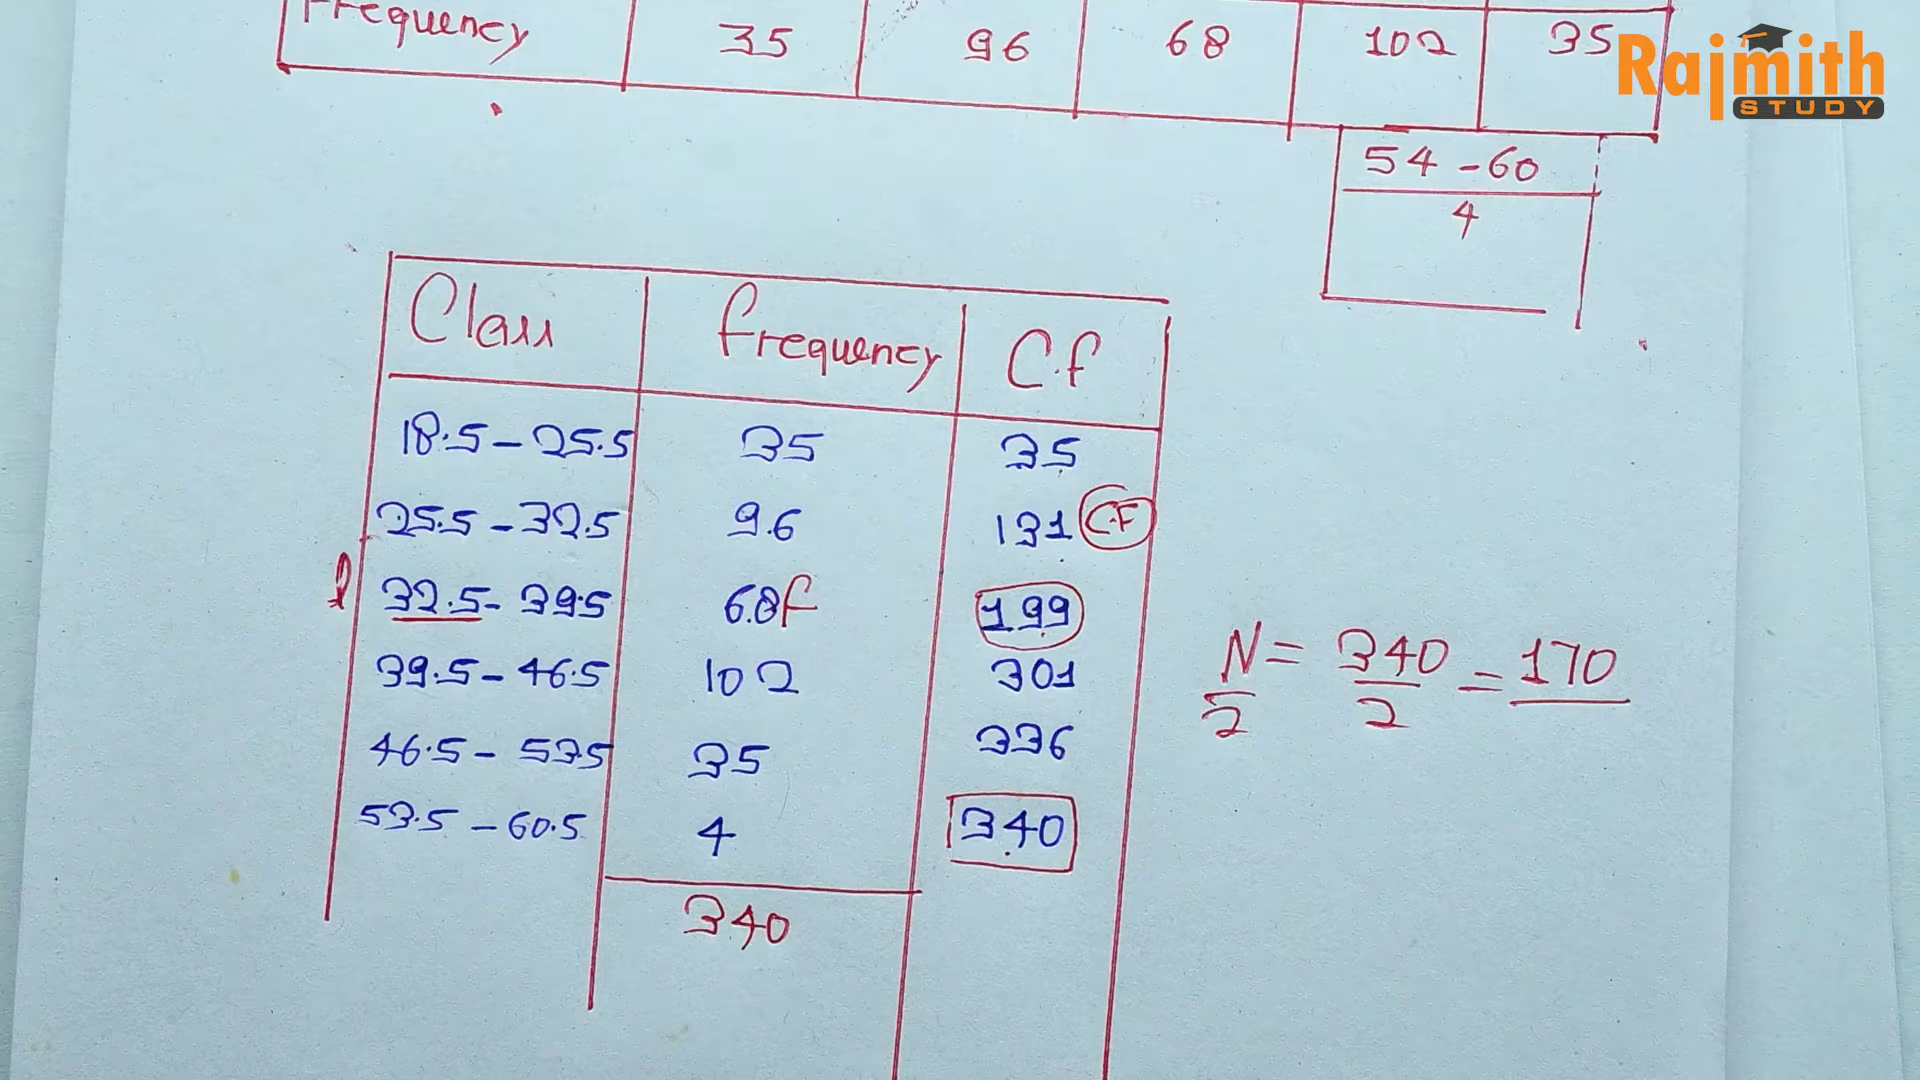 Frequency 35 96 68 102 35
Rajmith
STUDY
54 - 60
4
Class frequency C.f
18.5 - 25.5 35 35
25.5 - 32.5 96 131 C.F
l 32.5 - 39.5 68 f 199
39.5 - 46.5 102 301
46.5 - 53.5 35 336
53.5 - 60.5 4 340
340
N/2 = 340/2 = 170